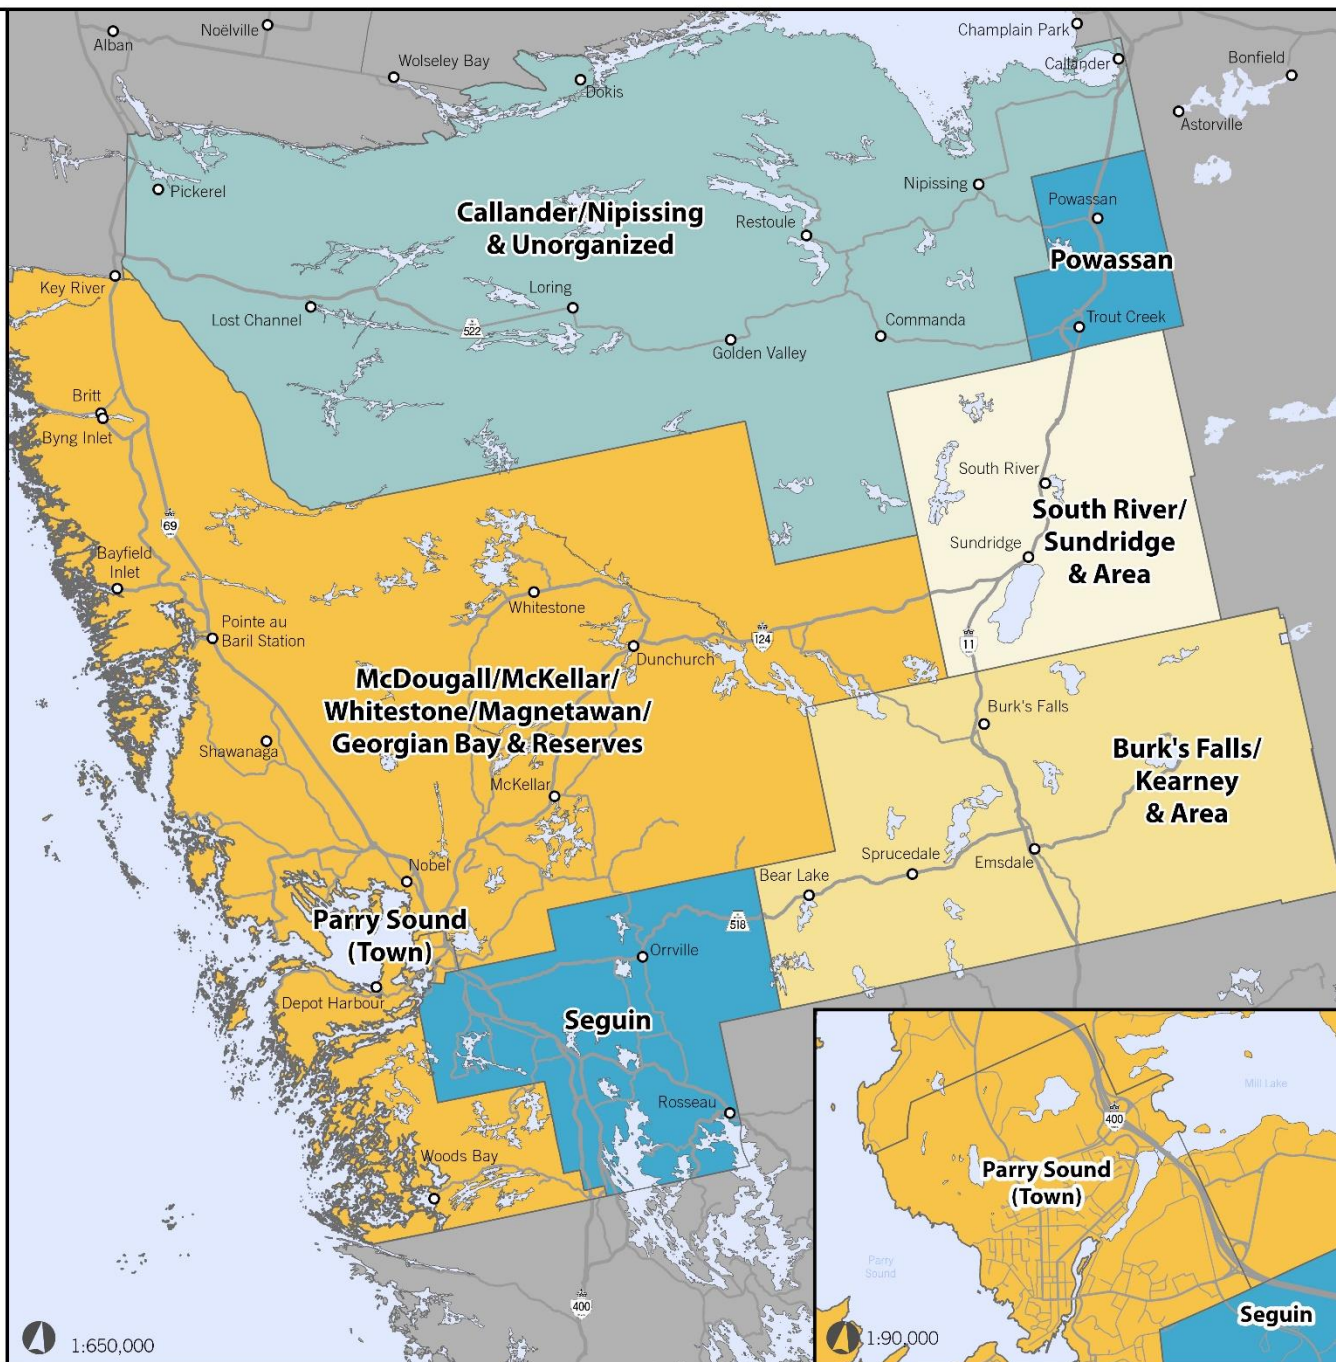 Noëlville
Alban
Champlain Park
Wolseley Bay
Callander
Bonfield
Dokis
Astorville
Pickerel
Nipissing
Powassan
Callander/Nipissing
& Unorganized
Restoule
Powassan
Key River
Loring
Lost Channel
522
Commanda
Trout Creek
Golden Valley
Britt
Byng Inlet
South River
69
South River/
Sundridge
& Area
Sundridge
Bayfield
Inlet
Whitestone
Pointe au
Baril Station
124
11
Dunchurch
McDougall/McKellar/
Whitestone/Magnetawan/
Georgian Bay & Reserves
Burk's Falls
Shawanaga
Burk's Falls/
Kearney
& Area
McKellar
Sprucedale
Emsdale
Nobel
Bear Lake
Parry Sound
(Town)
518
Orrville
Depot Harbour
Seguin
Rosseau
Woods Bay
400
1:650,000
Mill Lake
400
Parry Sound
(Town)
Parry
Sound
Seguin
1:90,000